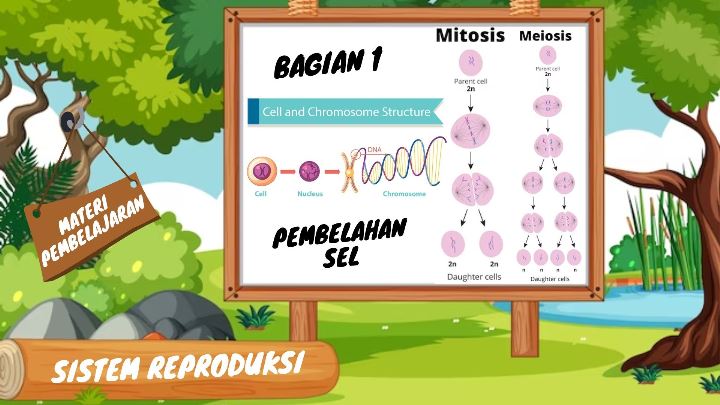 BAGIAN 1
Cell and Chromosome Structure
DNA
Cell
Nucleus
Chromosome
PEMBELAHAN
SEL
Mitosis
Parent cell
2n
2n
2n
Daughter cells
Meiosis
Parent cell
2n
n
n
n
n
Daughter cells
MATERI
PEMBELAJARAN
SISTEM REPRODUKSI